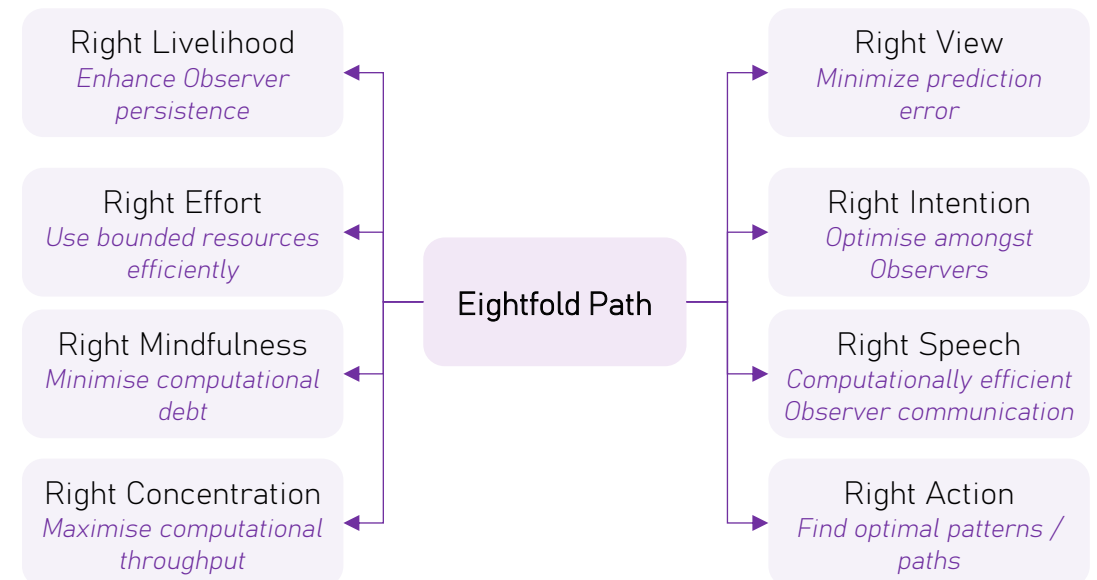 Right Livelihood
Enhance Observer
persistence
Right Effort
Use bounded resources
efficiently
Right Mindfulness
Minimise computational
debt
Right Concentration
Maximise computational
throughput
Eightfold Path
Right View
Minimize prediction
error
Right Intention
Optimise amongst
Observers
Right Speech
Computationally efficient
Observer communication
Right Action
Find optimal patterns /
paths